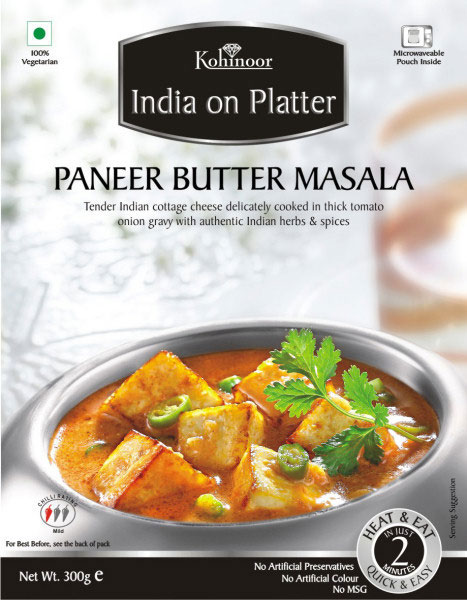 100%
Vegetarian
Microwaveable
Pouch Inside
Kohinoor
India on Platter
PANEER BUTTER MASALA
Tender Indian cottage cheese delicately cooked in thick tomato
onion gravy with authentic Indian herbs & spices
CHILLI RATING
Mild
For Best Before, see the back of pack
Serving Suggestion
HEAT & EAT
IN JUST
2
MINUTES
QUICK & EASY
No Artificial Preservatives
No Artificial Colour
No MSG
Net Wt. 300g e